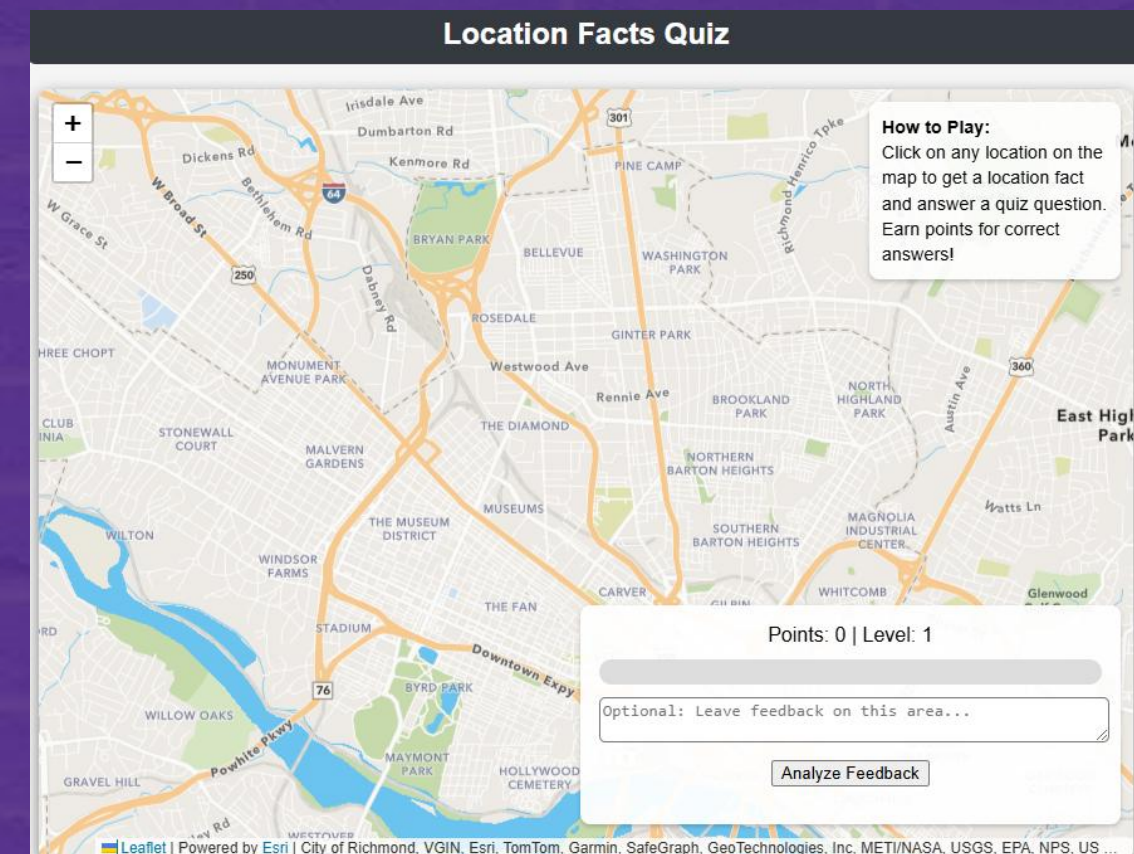 Location Facts Quiz
+
−
How to Play:
Click on any location on the
map to get a location fact
and answer a quiz question.
Earn points for correct
answers!
Irisdale Ave
Dumbarton Rd
Kenmore Rd
301
Dickens Rd
64
PINE CAMP
Richmond Henrico Tpke
W Broad St
Bethlehem Rd
W Grace St
BRYAN PARK
BELLEVUE
WASHINGTON
PARK
250
Dabney Rd
ROSEDALE
GINTER PARK
HREE CHOPT
MONUMENT
AVENUE PARK
Westwood Ave
360
Rennie Ave
BROOKLAND
PARK
NORTH
HIGHLAND
PARK
Austin Ave
East High
Park
CLUB
INIA
STONEWALL
COURT
THE DIAMOND
MALVERN
GARDENS
NORTHERN
BARTON HEIGHTS
MUSEUMS
Watts Ln
THE MUSEUM
DISTRICT
SOUTHERN
BARTON HEIGHTS
MAGNOLIA
INDUSTRIAL
CENTER
WILTON
WINDSOR
FARMS
CARVER
GILPIN
WHITCOMB
Glenwood
THE FAN
STADIUM
Downtown Expy
76
BYRD PARK
WILLOW OAKS
Powhite Pkwy
MAYMONT
PARK
HOLLYWOOD
CEMETERY
GRAVEL HILL
WESTOVER
Points: 0 | Level: 1
Optional: Leave feedback on this area...
Analyze Feedback
Leaflet | Powered by Esri | City of Richmond, VGIN, Esri, TomTom, Garmin, SafeGraph, GeoTechnologies, Inc, METI/NASA, USGS, EPA, NPS, US ...